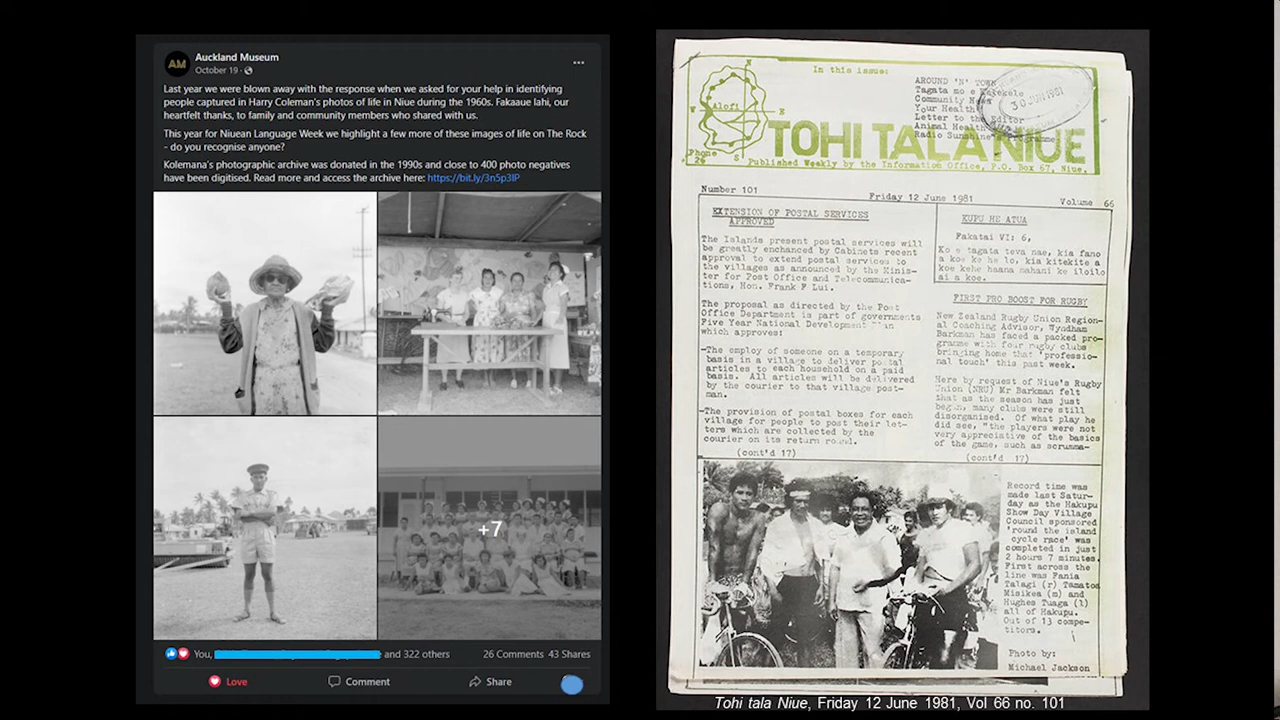 AM
Auckland Museum
October 19 ·
Last year we were blown away with the response when we asked for your help in identifying
people captured in Harry Coleman's photos of life in Niue during the 1960s. Fakaaue lahi, our
heartfelt thanks, to family and community members who shared with us.
This year for Niuean Language Week we highlight a few more of these images of life on The Rock
- do you recognise anyone?
Kolemana's photographic archive was donated in the 1990s and close to 400 photo negatives
have been digitised. Read more and access the archive here: https://bit.ly/3n5p3IP
+7
You,
and 322 others
26 Comments 43 Shares
Love
Comment
Share
In this issue:
AROUND 'N' TOWN
Tagata mo e
Community News
Your Health
Letter to the Editor
Animal Health
Radio Sunshine Programme
30 JUN 1981
N
W
E
S
Alofi
Phone
26
TOHI TALA NIUE
Published Weekly by the Information Office, P.O. Box 67, Niue,
Number 101
Friday 12 June 1981
Volume 66
EXTENSION OF POSTAL SERVICES
APPROVED
The Islands present postal services will
be greatly enchanced by Cabinets recent
approval to extend postal services to
the villages as announced by the Minis-
ter for Post Office and Telecommunica-
tions, Hon. Frank F Lui.
The proposal as directed by the Post
Office Department is part of governments
Five Year National Development Plan
which approves:
-The employ of someone on a temporary
basis in a village to deliver postal
articles to each household on a paid
basis. All articles will be delivered
by the courier to that village post-
man.
-The provision of postal boxes for each
village for people to post their let-
ters which are collected by the
courier on its return round.
(cont'd 17)
KUPU HE ATUA
Fakatai VI: 6,
Ko e tagata teva nae, kia fano
a koe ke he lo, kia kitekite a
koe kehe haana mahani ke iloilo
ai a koe.
FIRST PRO BOOST FOR RUGBY
New Zealand Rugby Union Region-
al Coaching Advisor, Wyndham
Barkman has faced a packed pro-
gramme with four rugby clubs
bringing home that 'professio-
nal touch' this past week.
Here by request of Niue's Rugby
Union (NRU) Mr Barkman felt
that as the season has just
began, many clubs were still
disorganised. Of what play he
did see, "the players were not
very appreciative of the basics
of the game, such as scrumma-
(cont'd 17)
Record time was
made last Satur-
day as the Hakupu
Show Day Village
Council sponsored
'round the island
cycle race' was
completed in just
2 hours 7 minutes.
First across the
line was Fania
Talagi (r) Tamatoa
Misikea (m) and
Hughes Tuaga (l)
all of Hakupu.
Out of 13 compe-
titors.
Photo by:
Michael Jackson
Tohi tala Niue, Friday 12 June 1981, Vol 66 no. 101